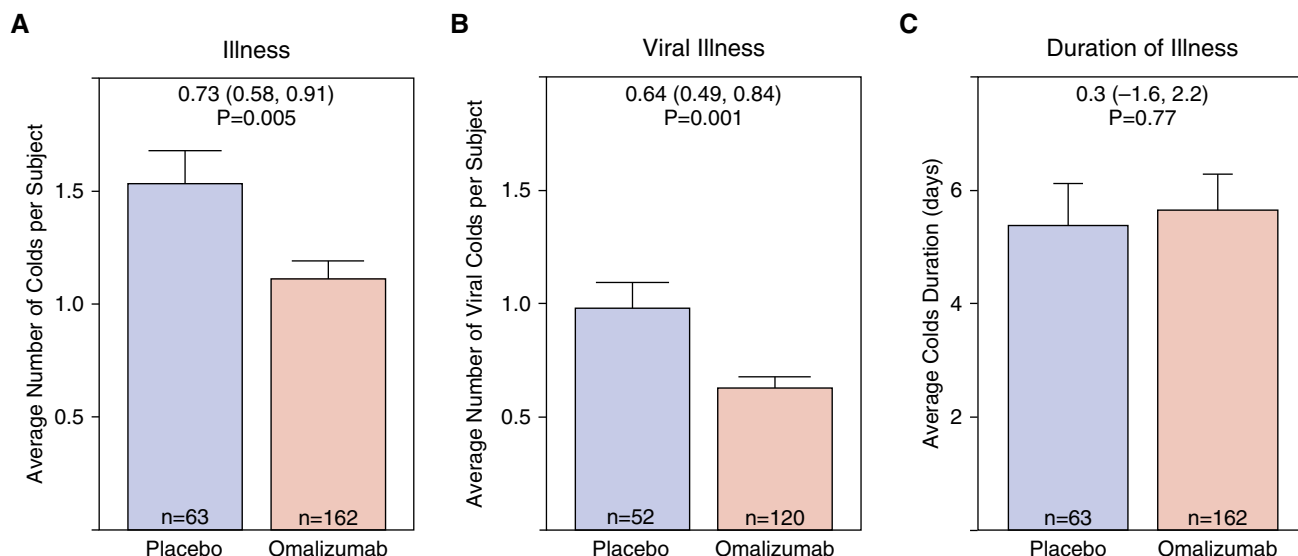 A
Illness
0.73 (0.58, 0.91)
P=0.005
Average Number of Colds per Subject
1.5
1.0
0.5
n=63
n=162
Placebo
Omalizumab
B
Viral Illness
0.64 (0.49, 0.84)
P=0.001
Average Number of Viral Colds per Subject
1.5
1.0
0.5
n=52
n=120
Placebo
Omalizumab
C
Duration of Illness
0.3 (–1.6, 2.2)
P=0.77
Average Colds Duration (days)
6
4
2
n=63
n=162
Placebo
Omalizumab